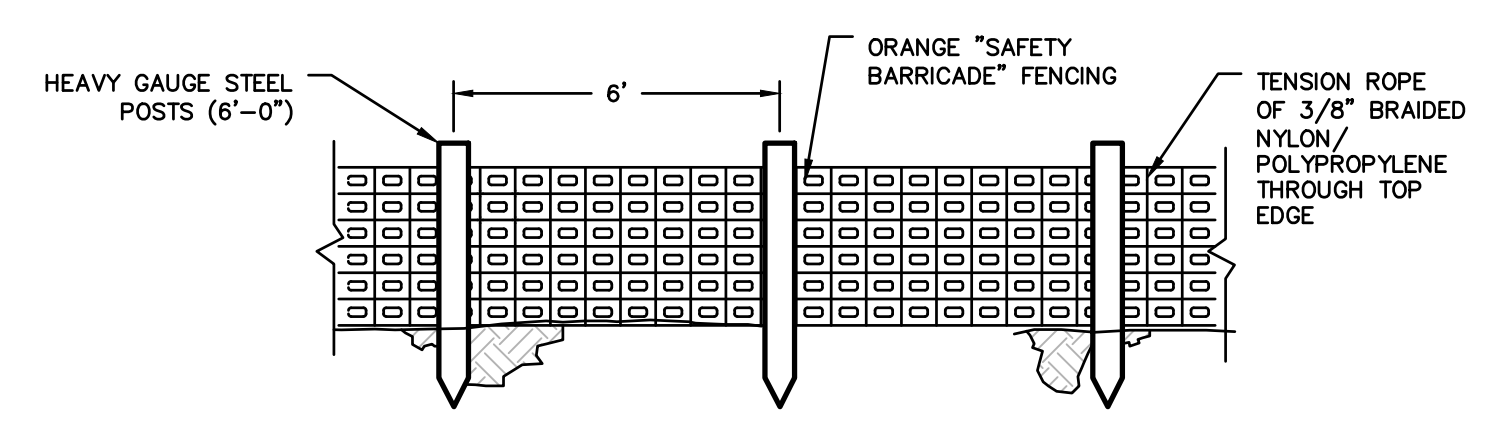 HEAVY GAUGE STEEL
POSTS (6'-0")
6'
ORANGE "SAFETY
BARRICADE" FENCING
TENSION ROPE
OF 3/8" BRAIDED
NYLON/
POLYPROPYLENE
THROUGH TOP
EDGE